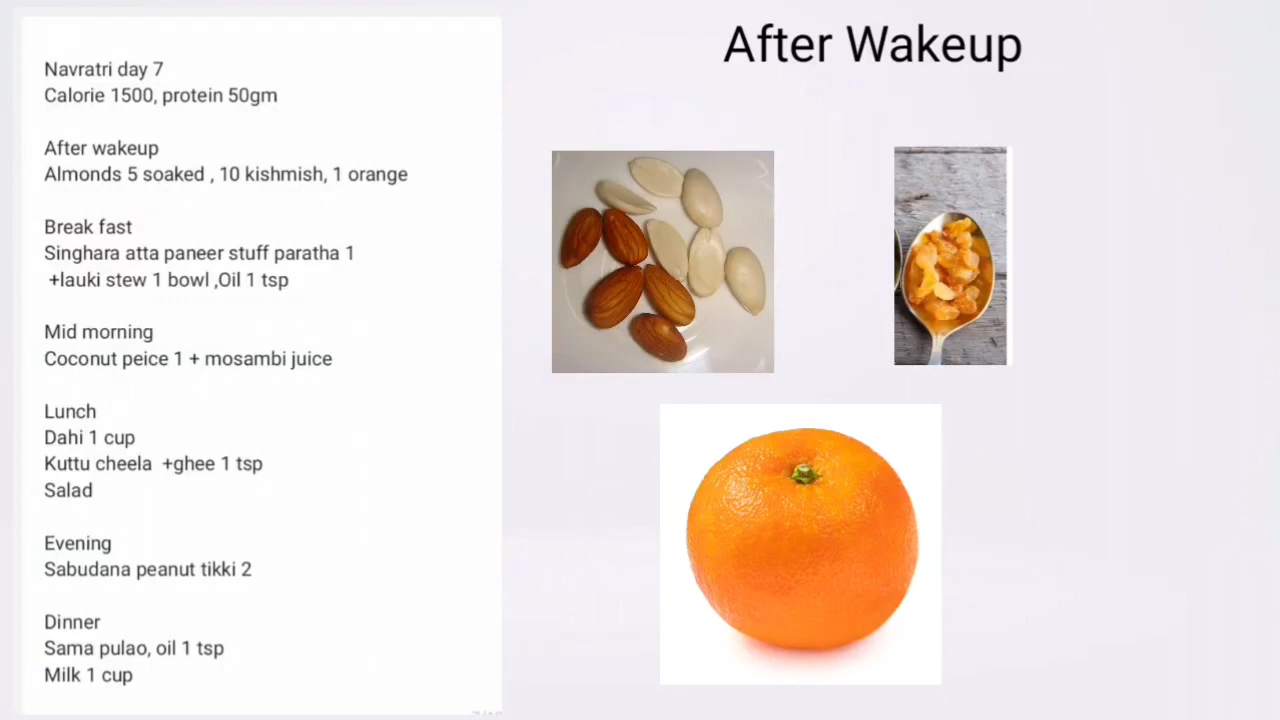 Navratri day 7
Calorie 1500, protein 50gm
After wakeup
Almonds 5 soaked , 10 kishmish, 1 orange
Break fast
Singhara atta paneer stuff paratha 1
+lauki stew 1 bowl ,Oil 1 tsp
Mid morning
Coconut peice 1 + mosambi juice
Lunch
Dahi 1 cup
Kuttu cheela +ghee 1 tsp
Salad
Evening
Sabudana peanut tikki 2
Dinner
Sama pulao, oil 1 tsp
Milk 1 cup
After Wakeup